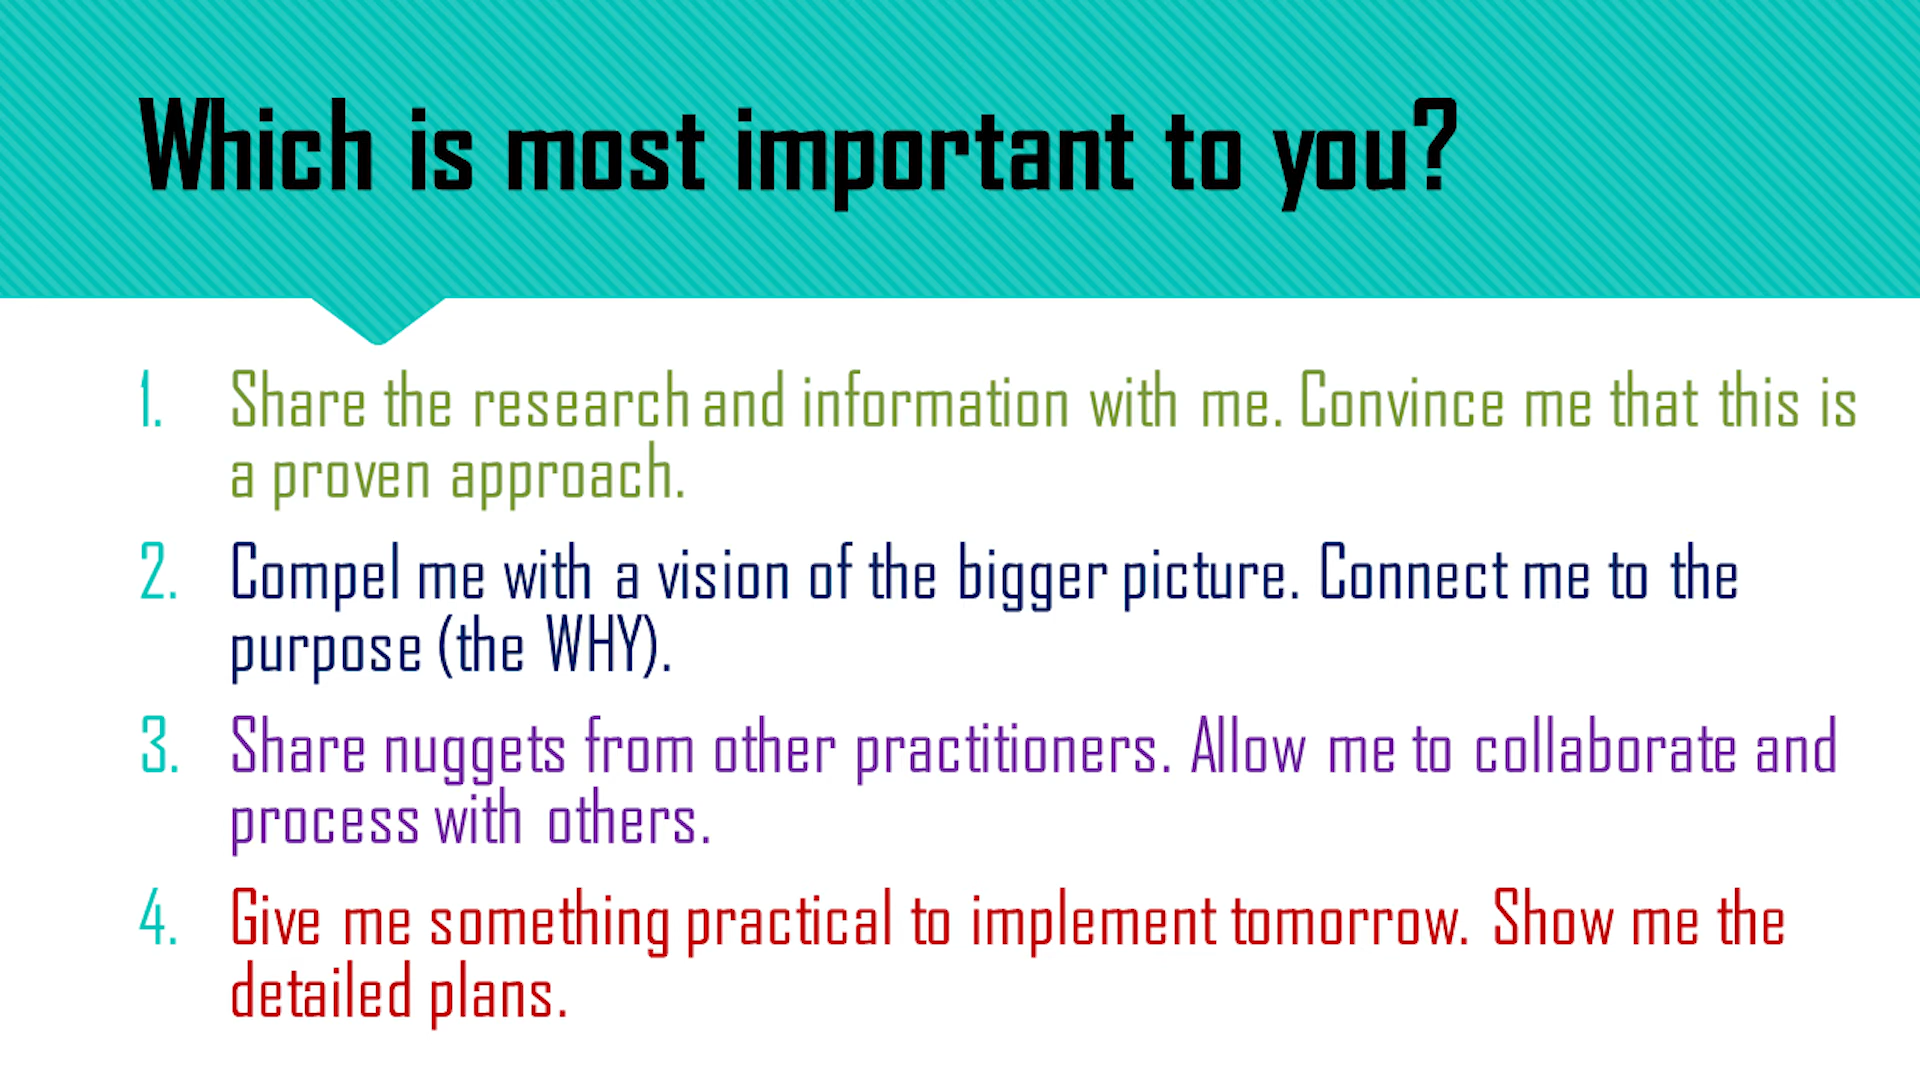 Which is most important to you?
1. Share the research and information with me. Convince me that this is
a proven approach.
2. Compel me with a vision of the bigger picture. Connect me to the
purpose (the WHY).
3. Share nuggets from other practitioners. Allow me to collaborate and
process with others.
4. Give me something practical to implement tomorrow. Show me the
detailed plans.